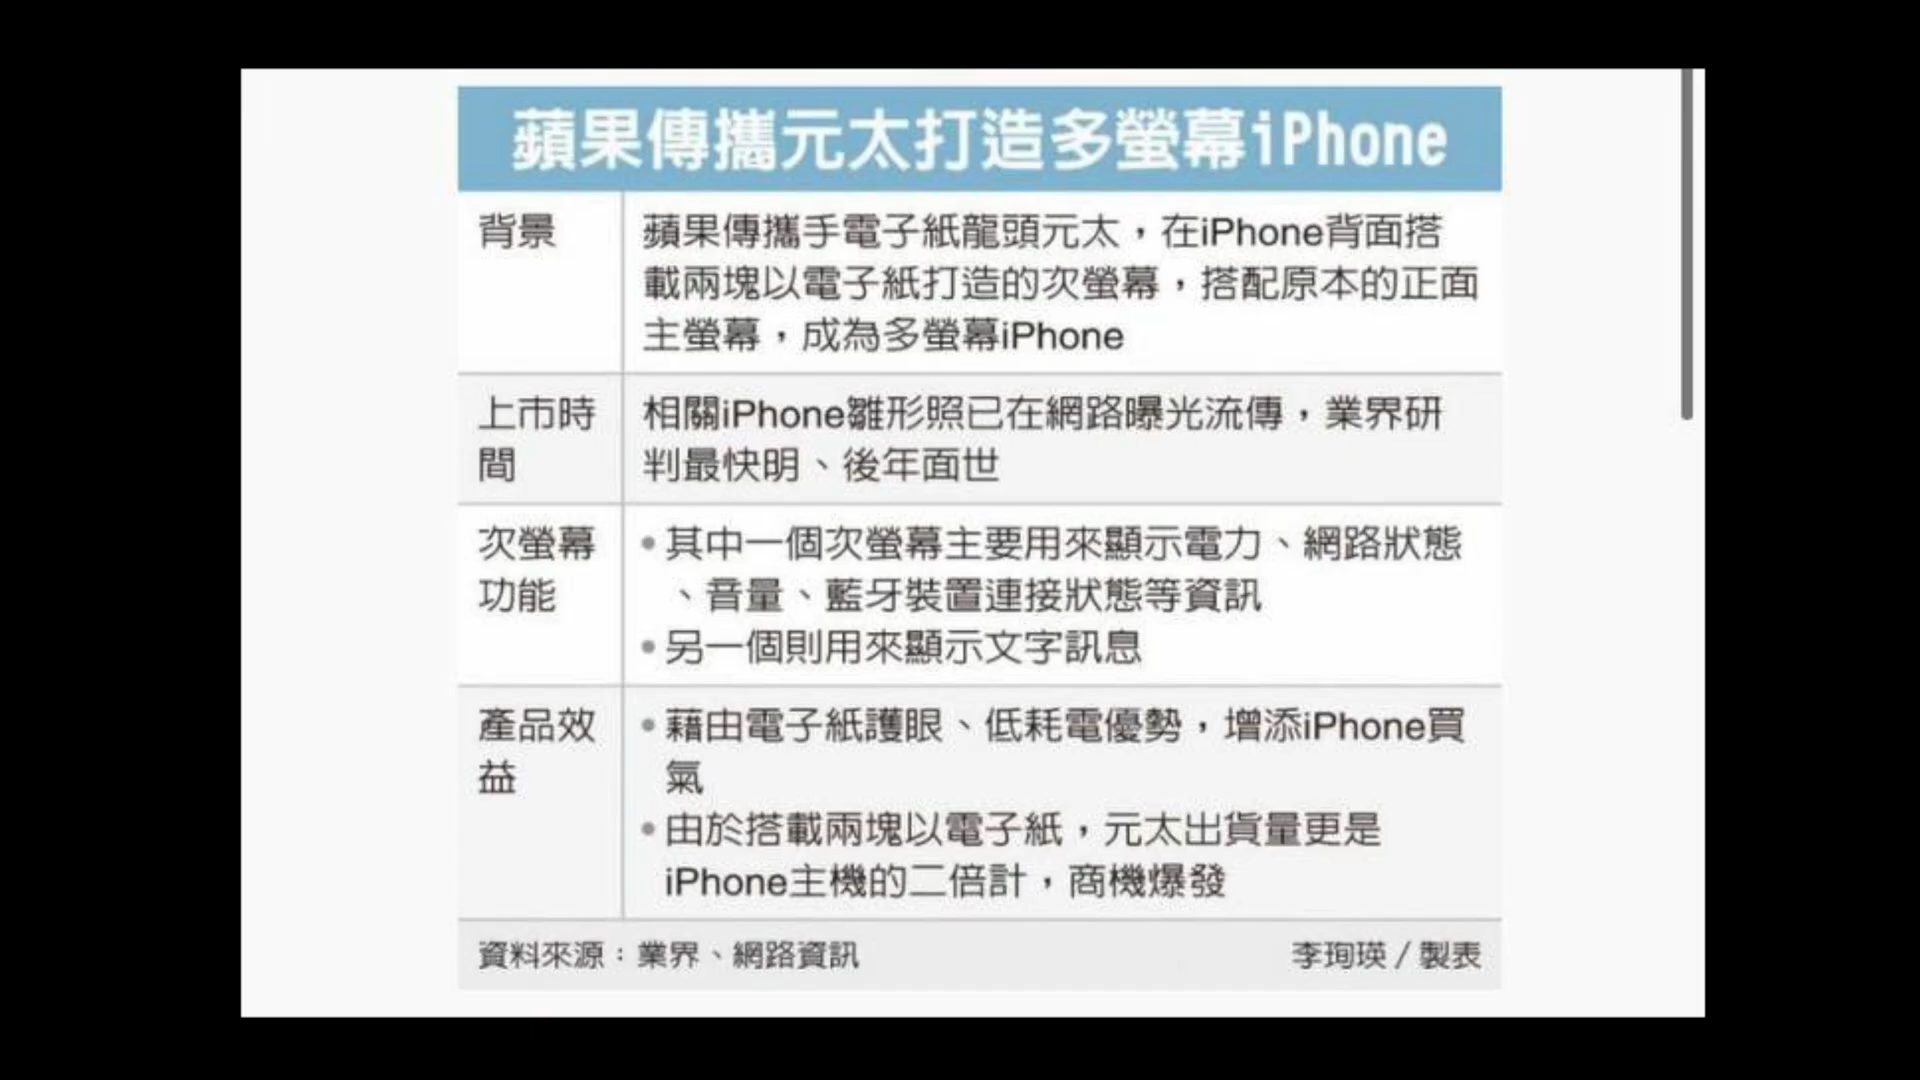 蘋果傳攜元太打造多螢幕iPhone
背景
蘋果傳攜手電子紙龍頭元太，在iPhone背面搭
載兩塊以電子紙打造的次螢幕，搭配原本的正面
主螢幕，成為多螢幕iPhone
上市時
間
相關iPhone雛形照已在網路曝光流傳，業界研
判最快明、後年面世
次螢幕
功能
•其中一個次螢幕主要用來顯示電力、網路狀態
、音量、藍牙裝置連接狀態等資訊
•另一個則用來顯示文字訊息
產品效
益
•藉由電子紙護眼、低耗電優勢，增添iPhone買
氣
•由於搭載兩塊以電子紙，元太出貨量更是
iPhone主機的二倍計，商機爆發
資料來源：業界、網路資訊
李珣瑛／製表